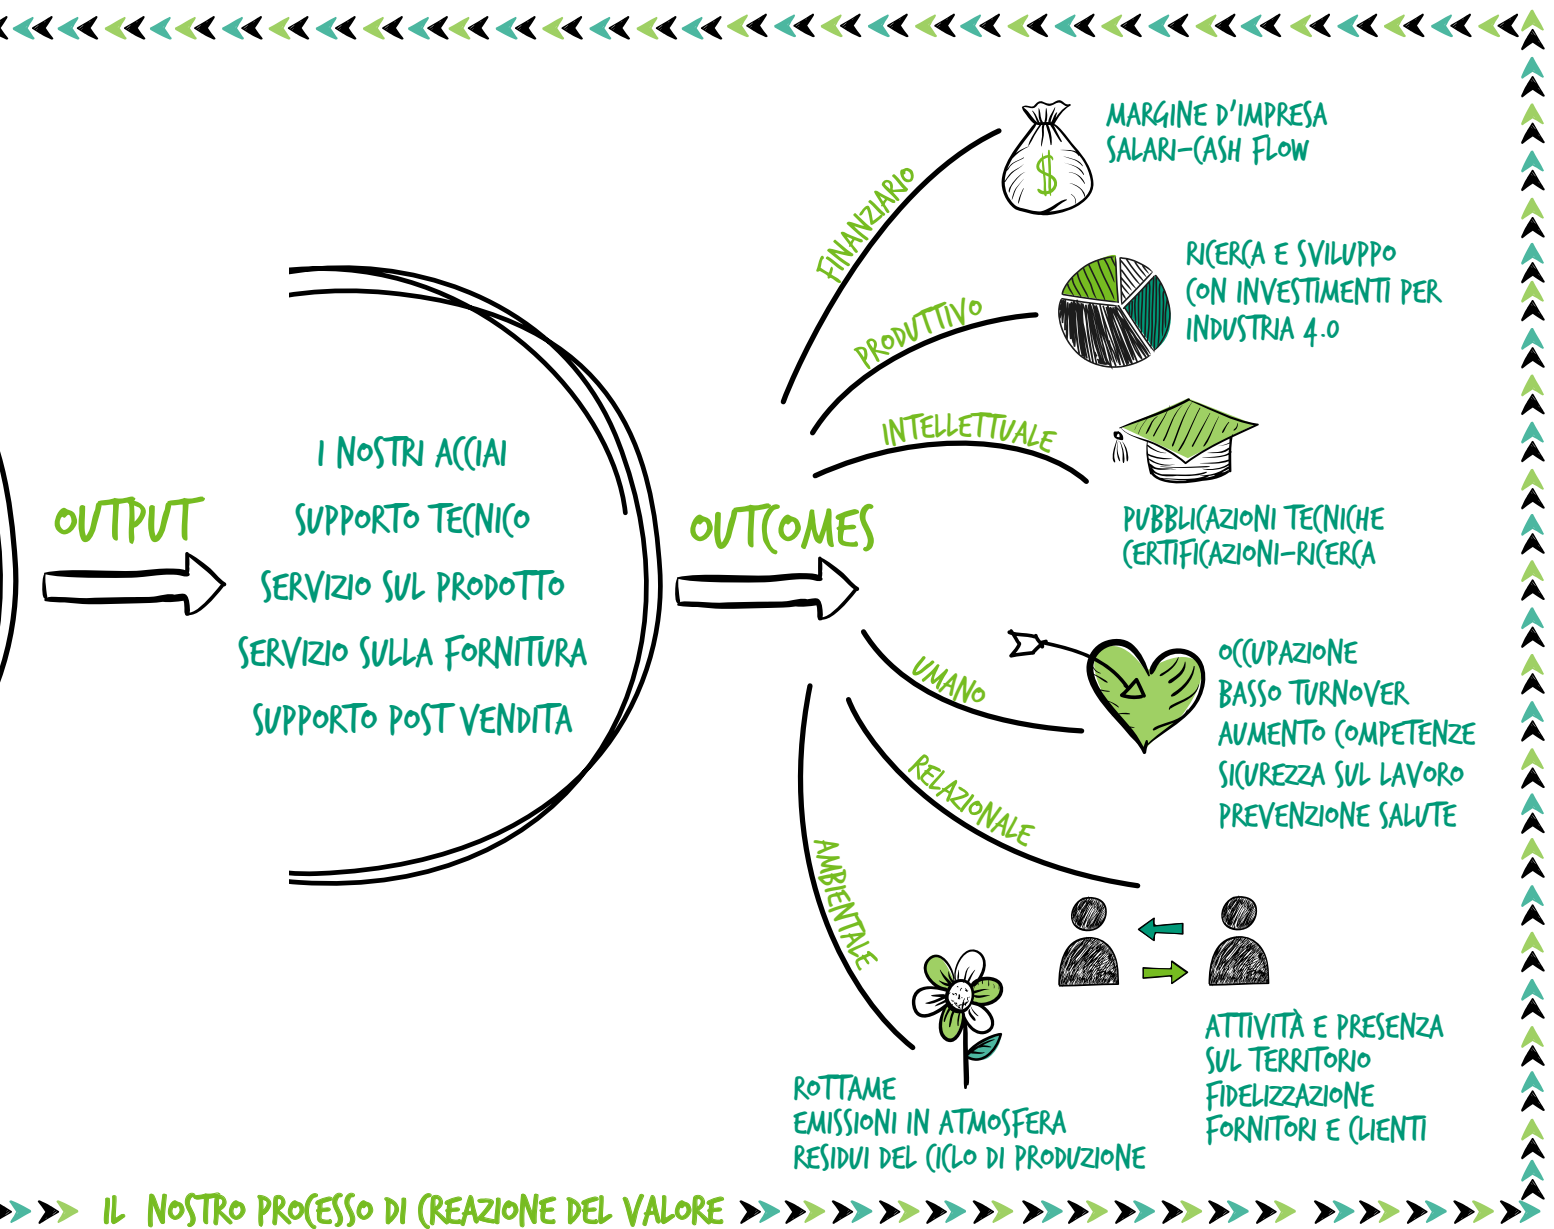 OUTPUT
I NOSTRI ACCIAI
SUPPORTO TECNICO
SERVIZIO SUL PRODOTTO
SERVIZIO SULLA FORNITURA
SUPPORTO POST VENDITA
OUTCOMES
FINANZIARIO
MARGINE D'IMPRESA
SALARI-CASH FLOW
PRODUTTIVO
RICERCA E SVILUPPO
CON INVESTIMENTI PER
INDUSTRIA 4.0
INTELLETTUALE
PUBBLICAZIONI TECNICHE
CERTIFICAZIONI-RICERCA
UMANO
OCCUPAZIONE
BASSO TURNOVER
AUMENTO COMPETENZE
SICUREZZA SUL LAVORO
PREVENZIONE SALUTE
RELAZIONALE
ATTIVITÀ E PRESENZA
SUL TERRITORIO
FIDELIZZAZIONE
FORNITORI E CLIENTI
AMBIENTALE
ROTTAME
EMISSIONI IN ATMOSFERA
RESIDUI DEL CICLO DI PRODUZIONE
IL NOSTRO PROCESSO DI CREAZIONE DEL VALORE